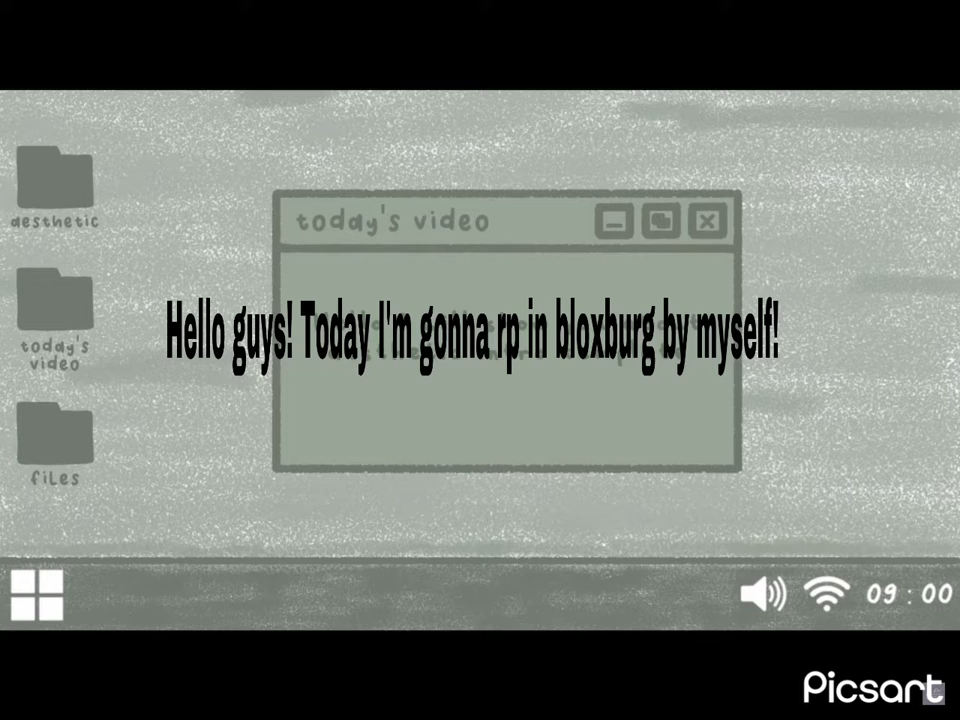 aesthetic
today's video
Hello guys! Today I'm gonna rp in bloxburg by myself!
today's
video
files
09 : 00
Picsart